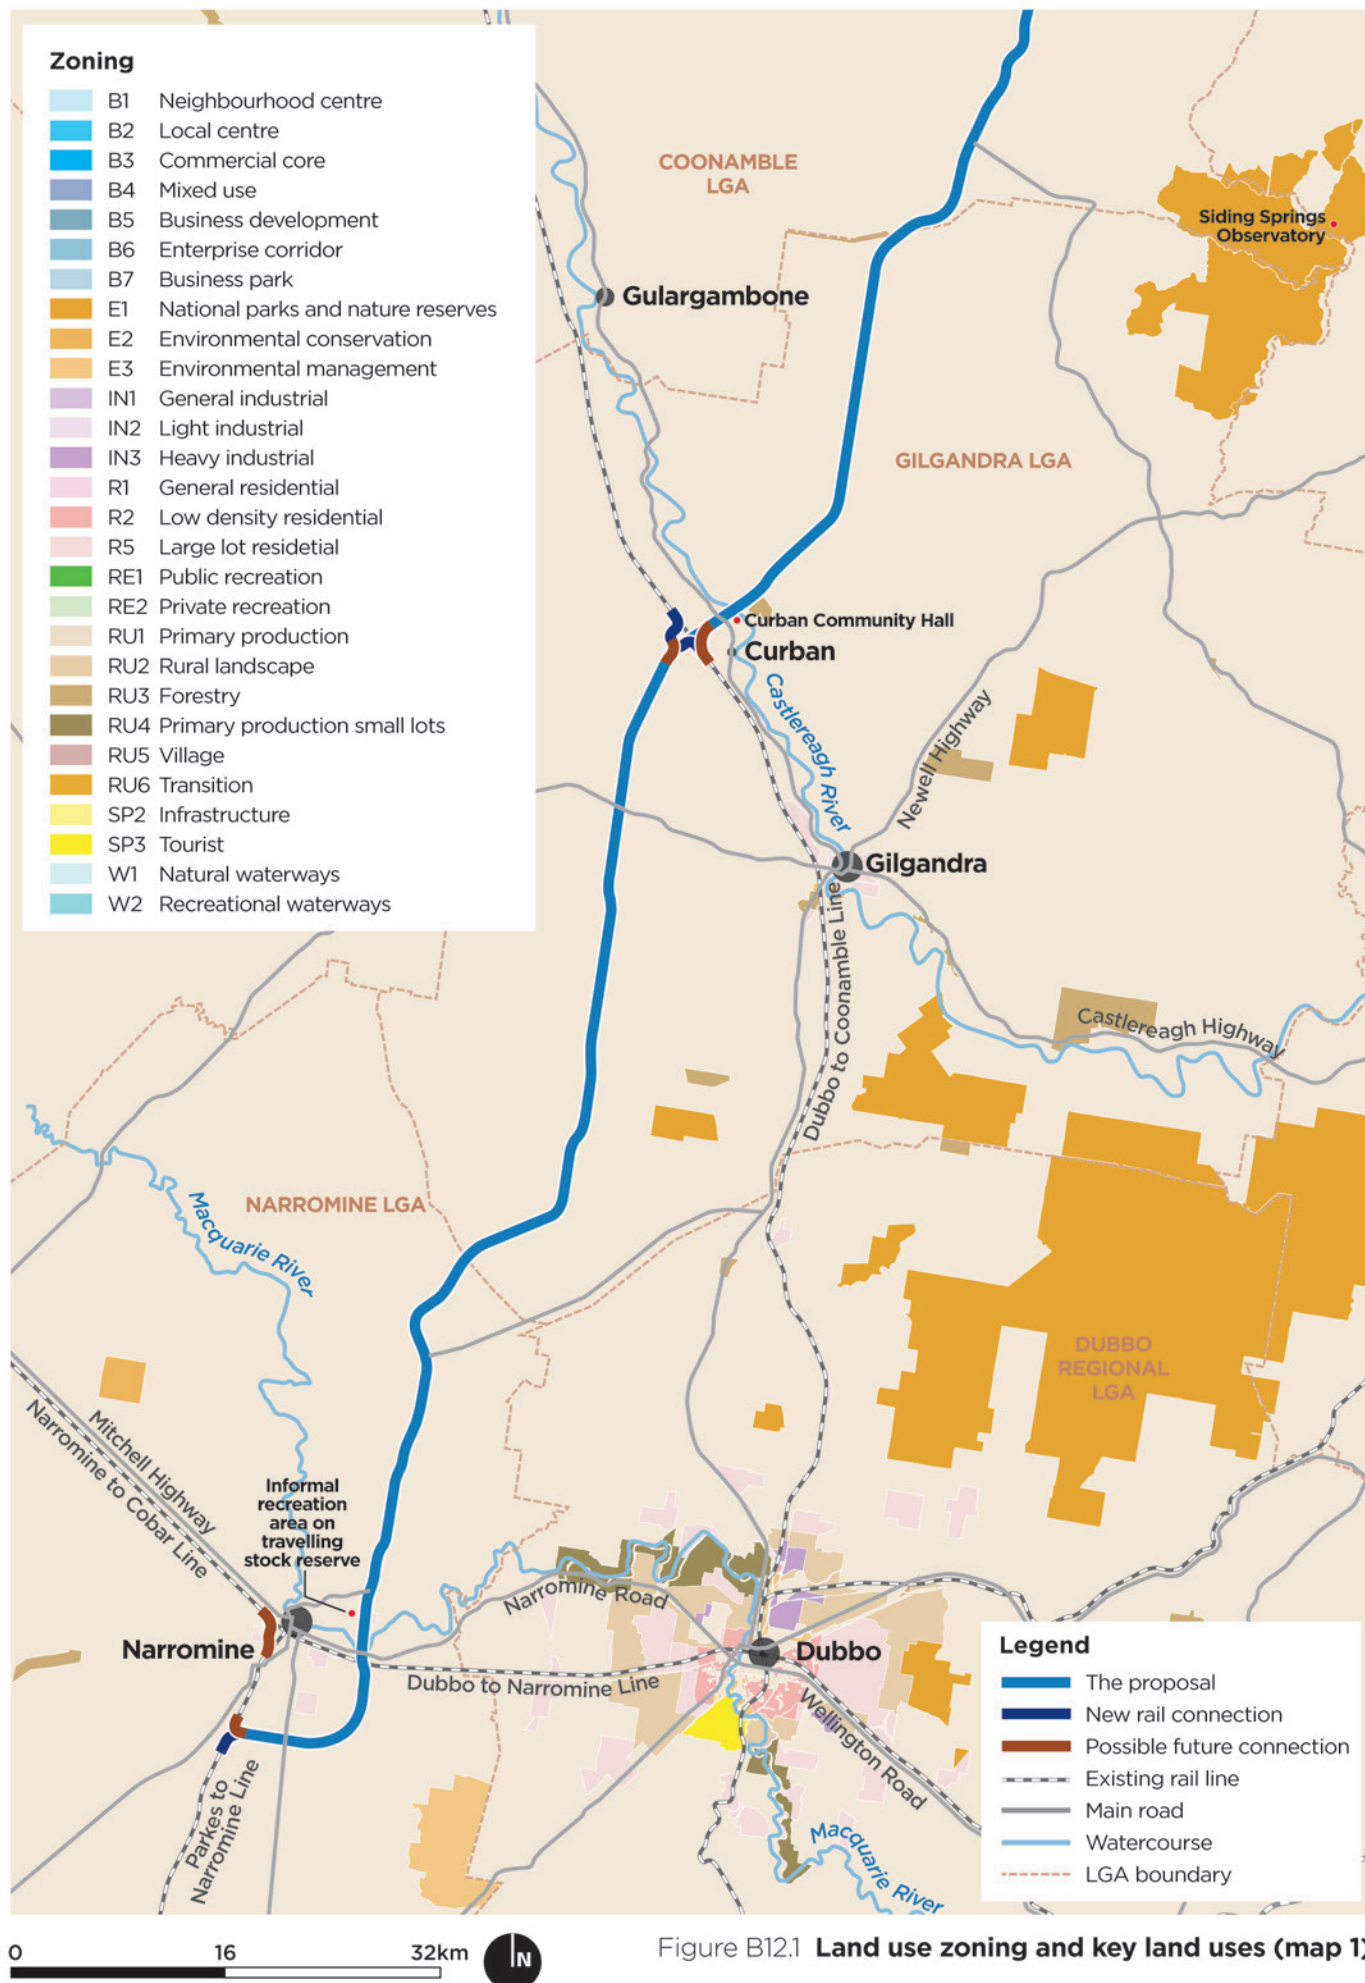 Zoning
B1 Neighbourhood centre
B2 Local centre
B3 Commercial core
B4 Mixed use
B5 Business development
B6 Enterprise corridor
B7 Business park
E1 National parks and nature reserves
E2 Environmental conservation
E3 Environmental management
IN1 General industrial
IN2 Light industrial
IN3 Heavy industrial
R1 General residential
R2 Low density residential
R5 Large lot residetial
RE1 Public recreation
RE2 Private recreation
RU1 Primary production
RU2 Rural landscape
RU3 Forestry
RU4 Primary production small lots
RU5 Village
RU6 Transition
SP2 Infrastructure
SP3 Tourist
W1 Natural waterways
W2 Recreational waterways
COONAMBLE
LGA
Siding Springs
Observatory
Gulargambone
GILGANDRA LGA
Curban Community Hall
Curban
Castlereagh River
Newell Highway
Gilgandra
Dubbo to Coonamble Line
Castlereagh Highway
NARROMINE LGA
Macquarie River
DUBBO
REGIONAL
LGA
Mitchell Highway
Narromine to Cobar Line
Informal
recreation
area on
travelling
stock reserve
Narromine Road
Narromine
Dubbo
Dubbo to Narromine Line
Wellington Road
Parkes to
Narromine Line
Macquarie River
Legend
The proposal
New rail connection
Possible future connection
Existing rail line
Main road
Watercourse
LGA boundary
0 16 32km
N
Figure B12.1 Land use zoning and key land uses (map 1)